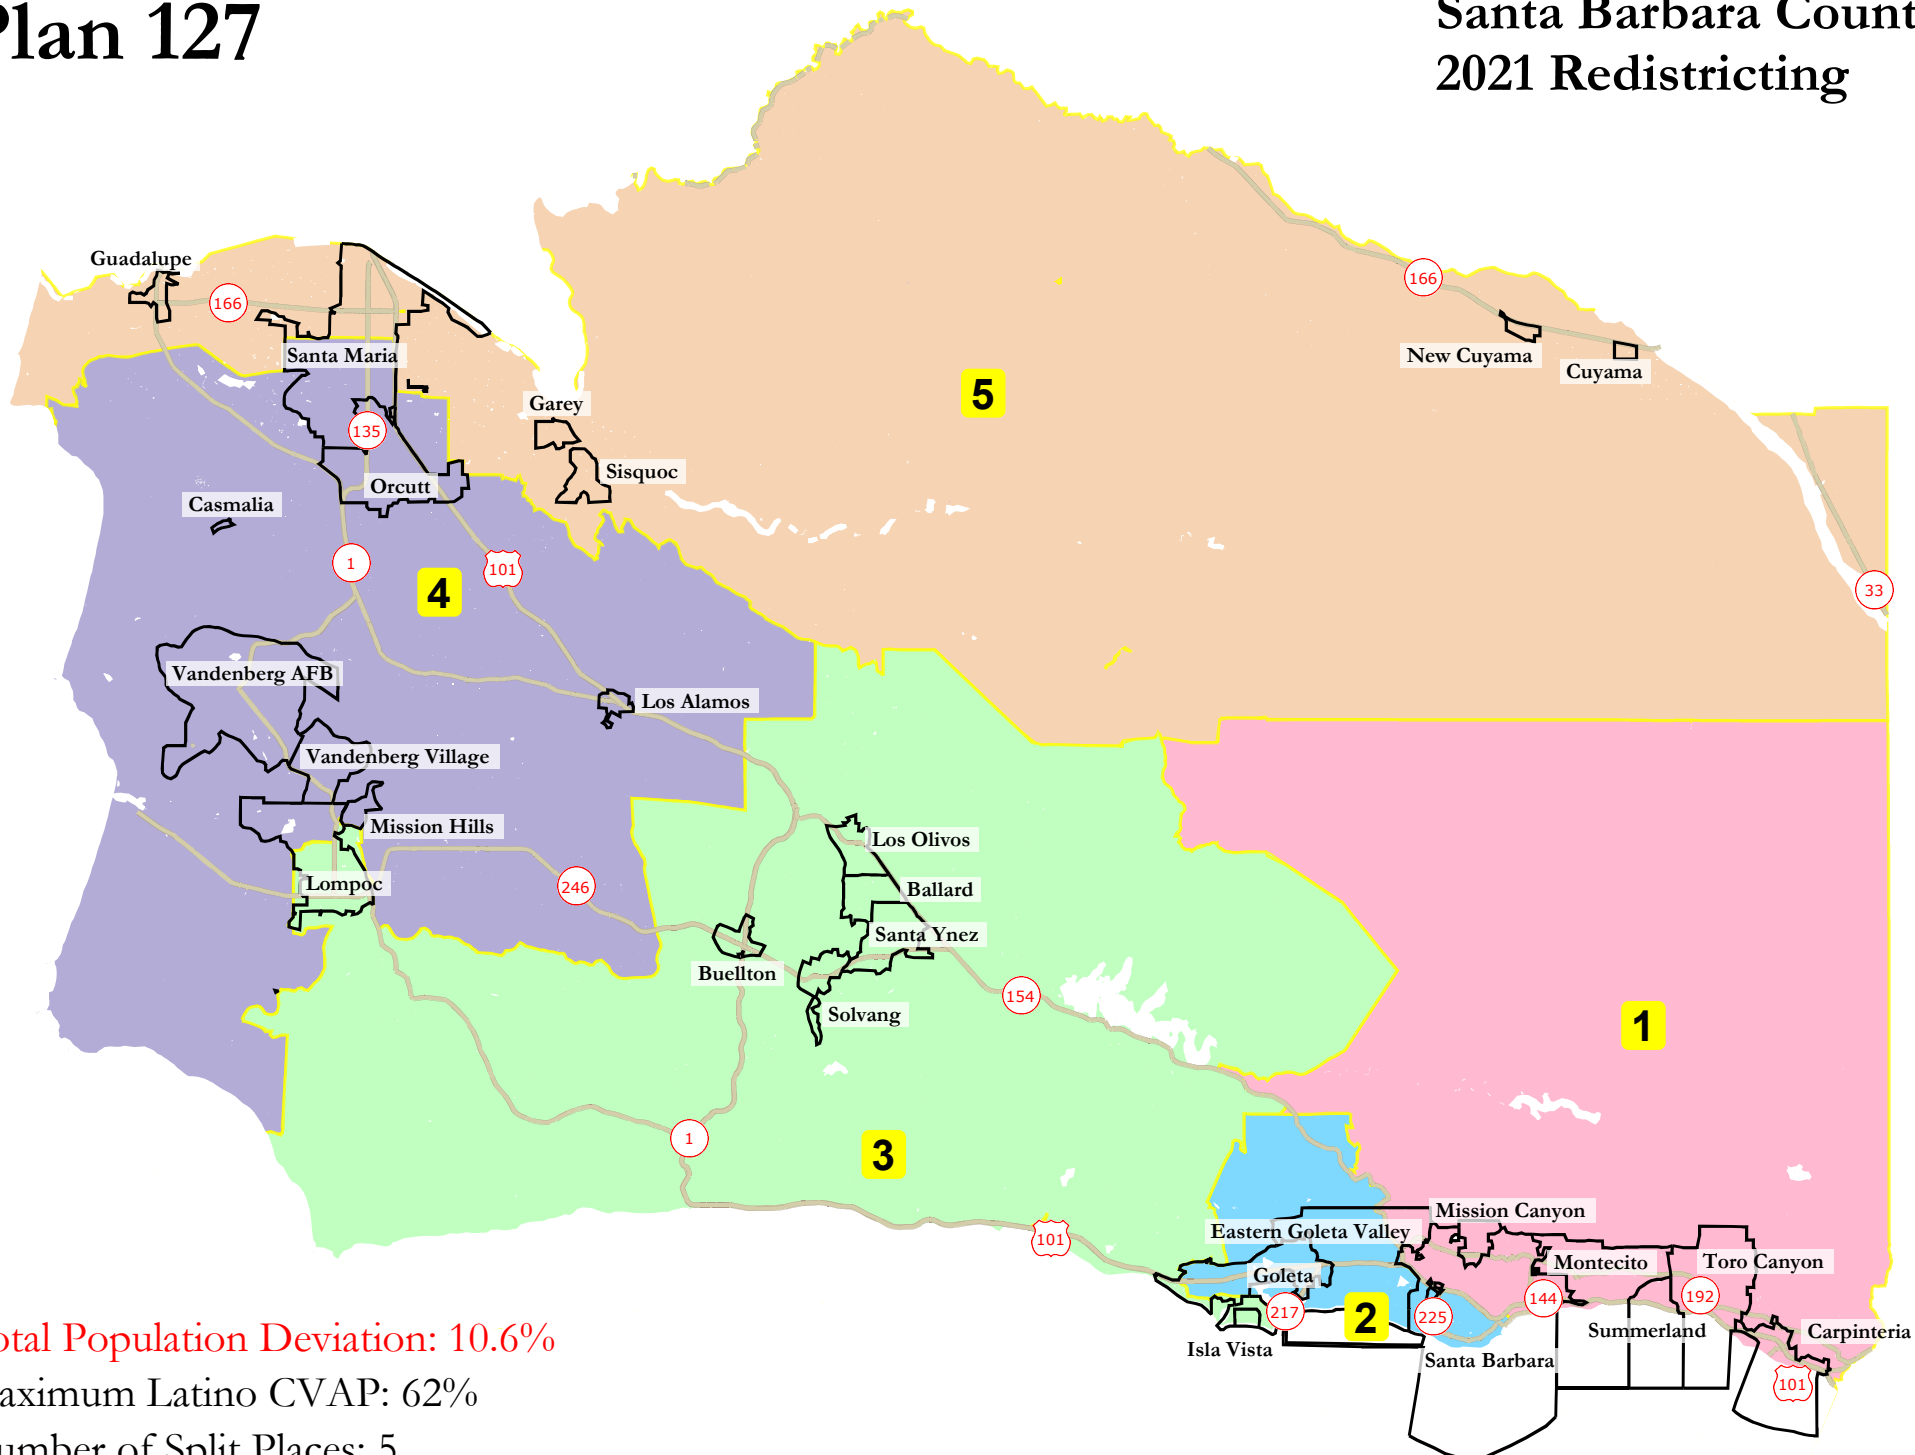 Plan 127
Santa Barbara Count
2021 Redistricting
Guadalupe
166
166
Santa Maria
New Cuyama
Cuyama
5
Garey
135
Sisquoc
Orcutt
Casmalia
1
101
4
33
Vandenberg AFB
Los Alamos
Vandenberg Village
Mission Hills
Los Olivos
Lompoc
246
Ballard
Santa Ynez
Buellton
154
Solvang
1
1
3
101
Mission Canyon
Eastern Goleta Valley
Goleta
Montecito
Toro Canyon
217
2
225
144
192
Isla Vista
Summerland
Carpinteria
Santa Barbara
101
otal Population Deviation: 10.6%
aximum Latino CVAP: 62%
umber of Split Places: 5